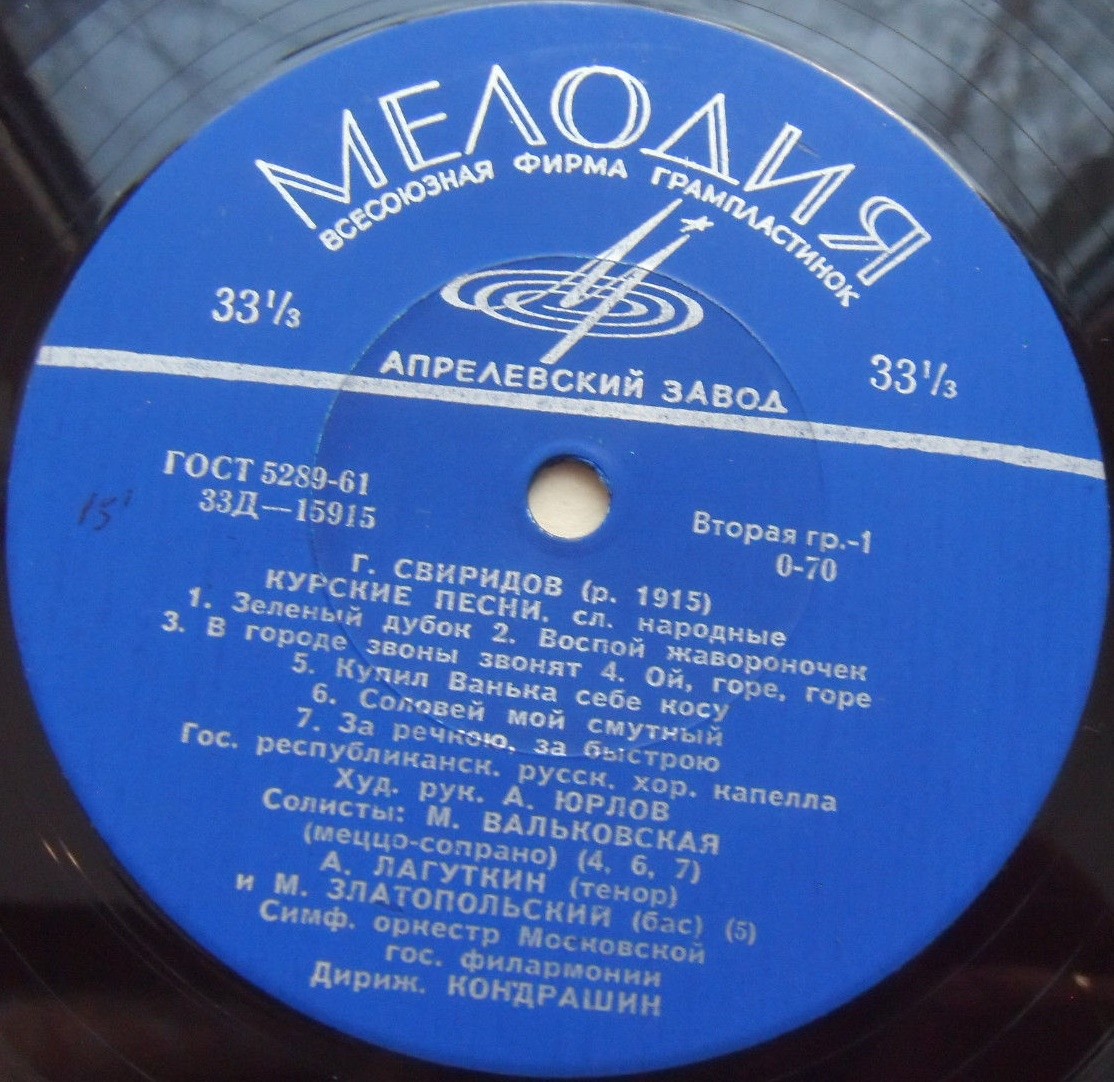 МЕЛОДИЯ
ВСЕСОЮЗНАЯ ФИРМА ГРАМПЛАСТИНОК
33 1/3
33 1/3
АПРЕЛЕВСКИЙ ЗАВОД
ГОСТ 5289-61
33Д—15915
Вторая гр.-1
0-70
Г. СВИРИДОВ (р. 1915)
КУРСКИЕ ПЕСНИ, сл. народные
1. Зеленый дубок 2. Воспой жавороночек
3. В городе звоны звонят 4. Ой, горе, горе
5. Купил Ванька себе косу
6. Соловей мой смутный
7. За речкою, за быстрою
Гос. республиканск. русск. хор. капелла
Худ. рук. А. ЮРЛОВ
Солисты: М. ВАЛЬКОВСКАЯ
(меццо-сопрано) (4, 6, 7)
А. ЛАГУТКИН (тенор)
и М. ЗЛАТОПОЛЬСКИЙ (бас) (5)
Симф. оркестр Московской
гос. филармонии
Дириж. КОНДРАШИН